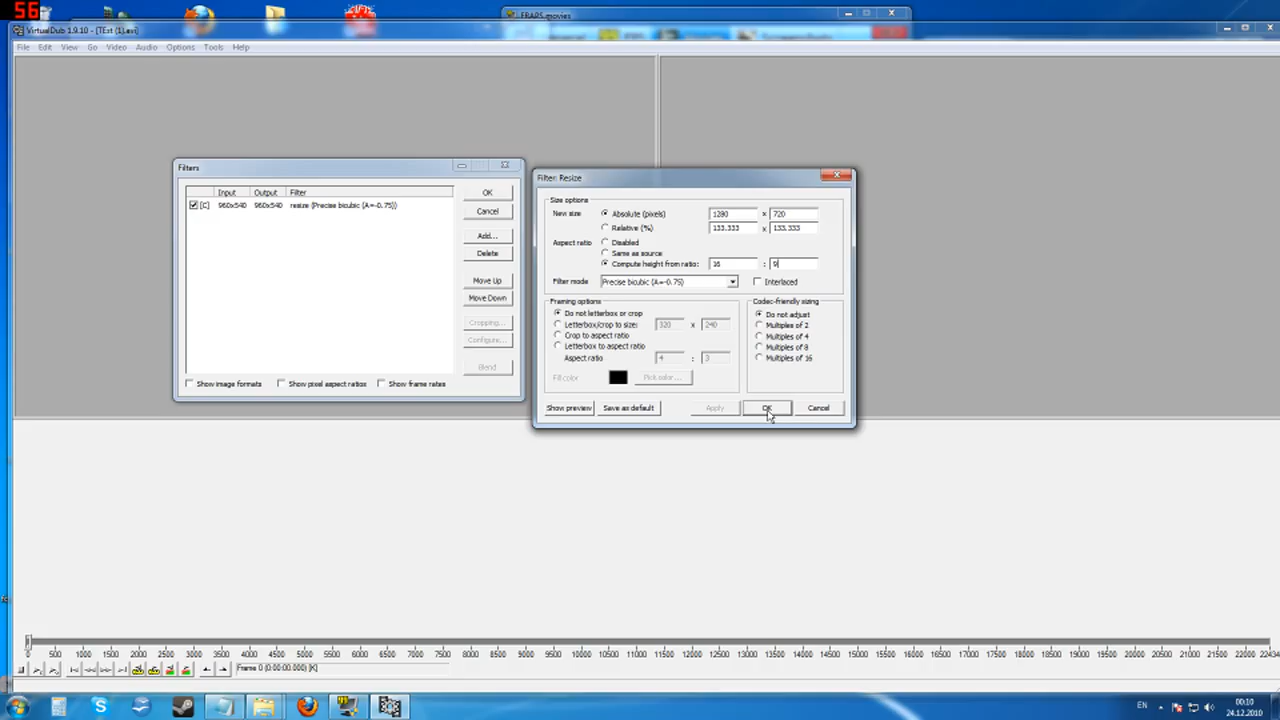 56
FRAPS movies
VirtualDub 1.9.10 - [TEst (1).avi]
File Edit View Go Video Audio Options Tools Help
Filters
Input Output Filter
[C] 960x540 960x540 resize (Precise bicubic (A=-0.75))
OK
Cancel
Add...
Delete
Move Up
Move Down
Cropping...
Configure...
Blend
Show image formats Show pixel aspect ratios Show frame rates
Filter: Resize
Size options
New size Absolute (pixels) 1280 x 720
Relative (%) 133.333 x 133.333
Aspect ratio Disabled
Same as source
Compute height from ratio: 16 : 9
Filter mode Precise bicubic (A=-0.75) Interlaced
Framing options
Do not letterbox or crop
Letterbox/crop to size: 320 x 240
Crop to aspect ratio
Letterbox to aspect ratio
Aspect ratio 4 : 3
Fill color Pick color...
Codec-friendly sizing
Do not adjust
Multiples of 2
Multiples of 4
Multiples of 8
Multiples of 16
Show preview Save as default Apply OK Cancel
0 500 1000 1500 2000 2500 3000 3500 4000 4500 5000 5500 6000 6500 7000 7500 8000 8500 9000 9500 10000 10500 11000 11500 12000 12500 13000 13500 14000 14500 15000 15500 16000 16500 17000 17500 18000 18500 19000 19500 20000 20500 21000 21500 22000 22434
Frame 0 (0:00:00.000) [K]
EN 00:10
24.12.2010